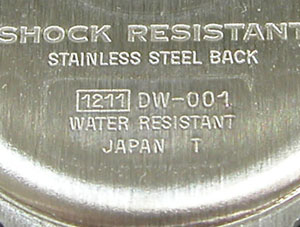 SHOCK RESISTANT
STAINLESS STEEL BACK
1211 DW-001
WATER RESISTANT
JAPAN T